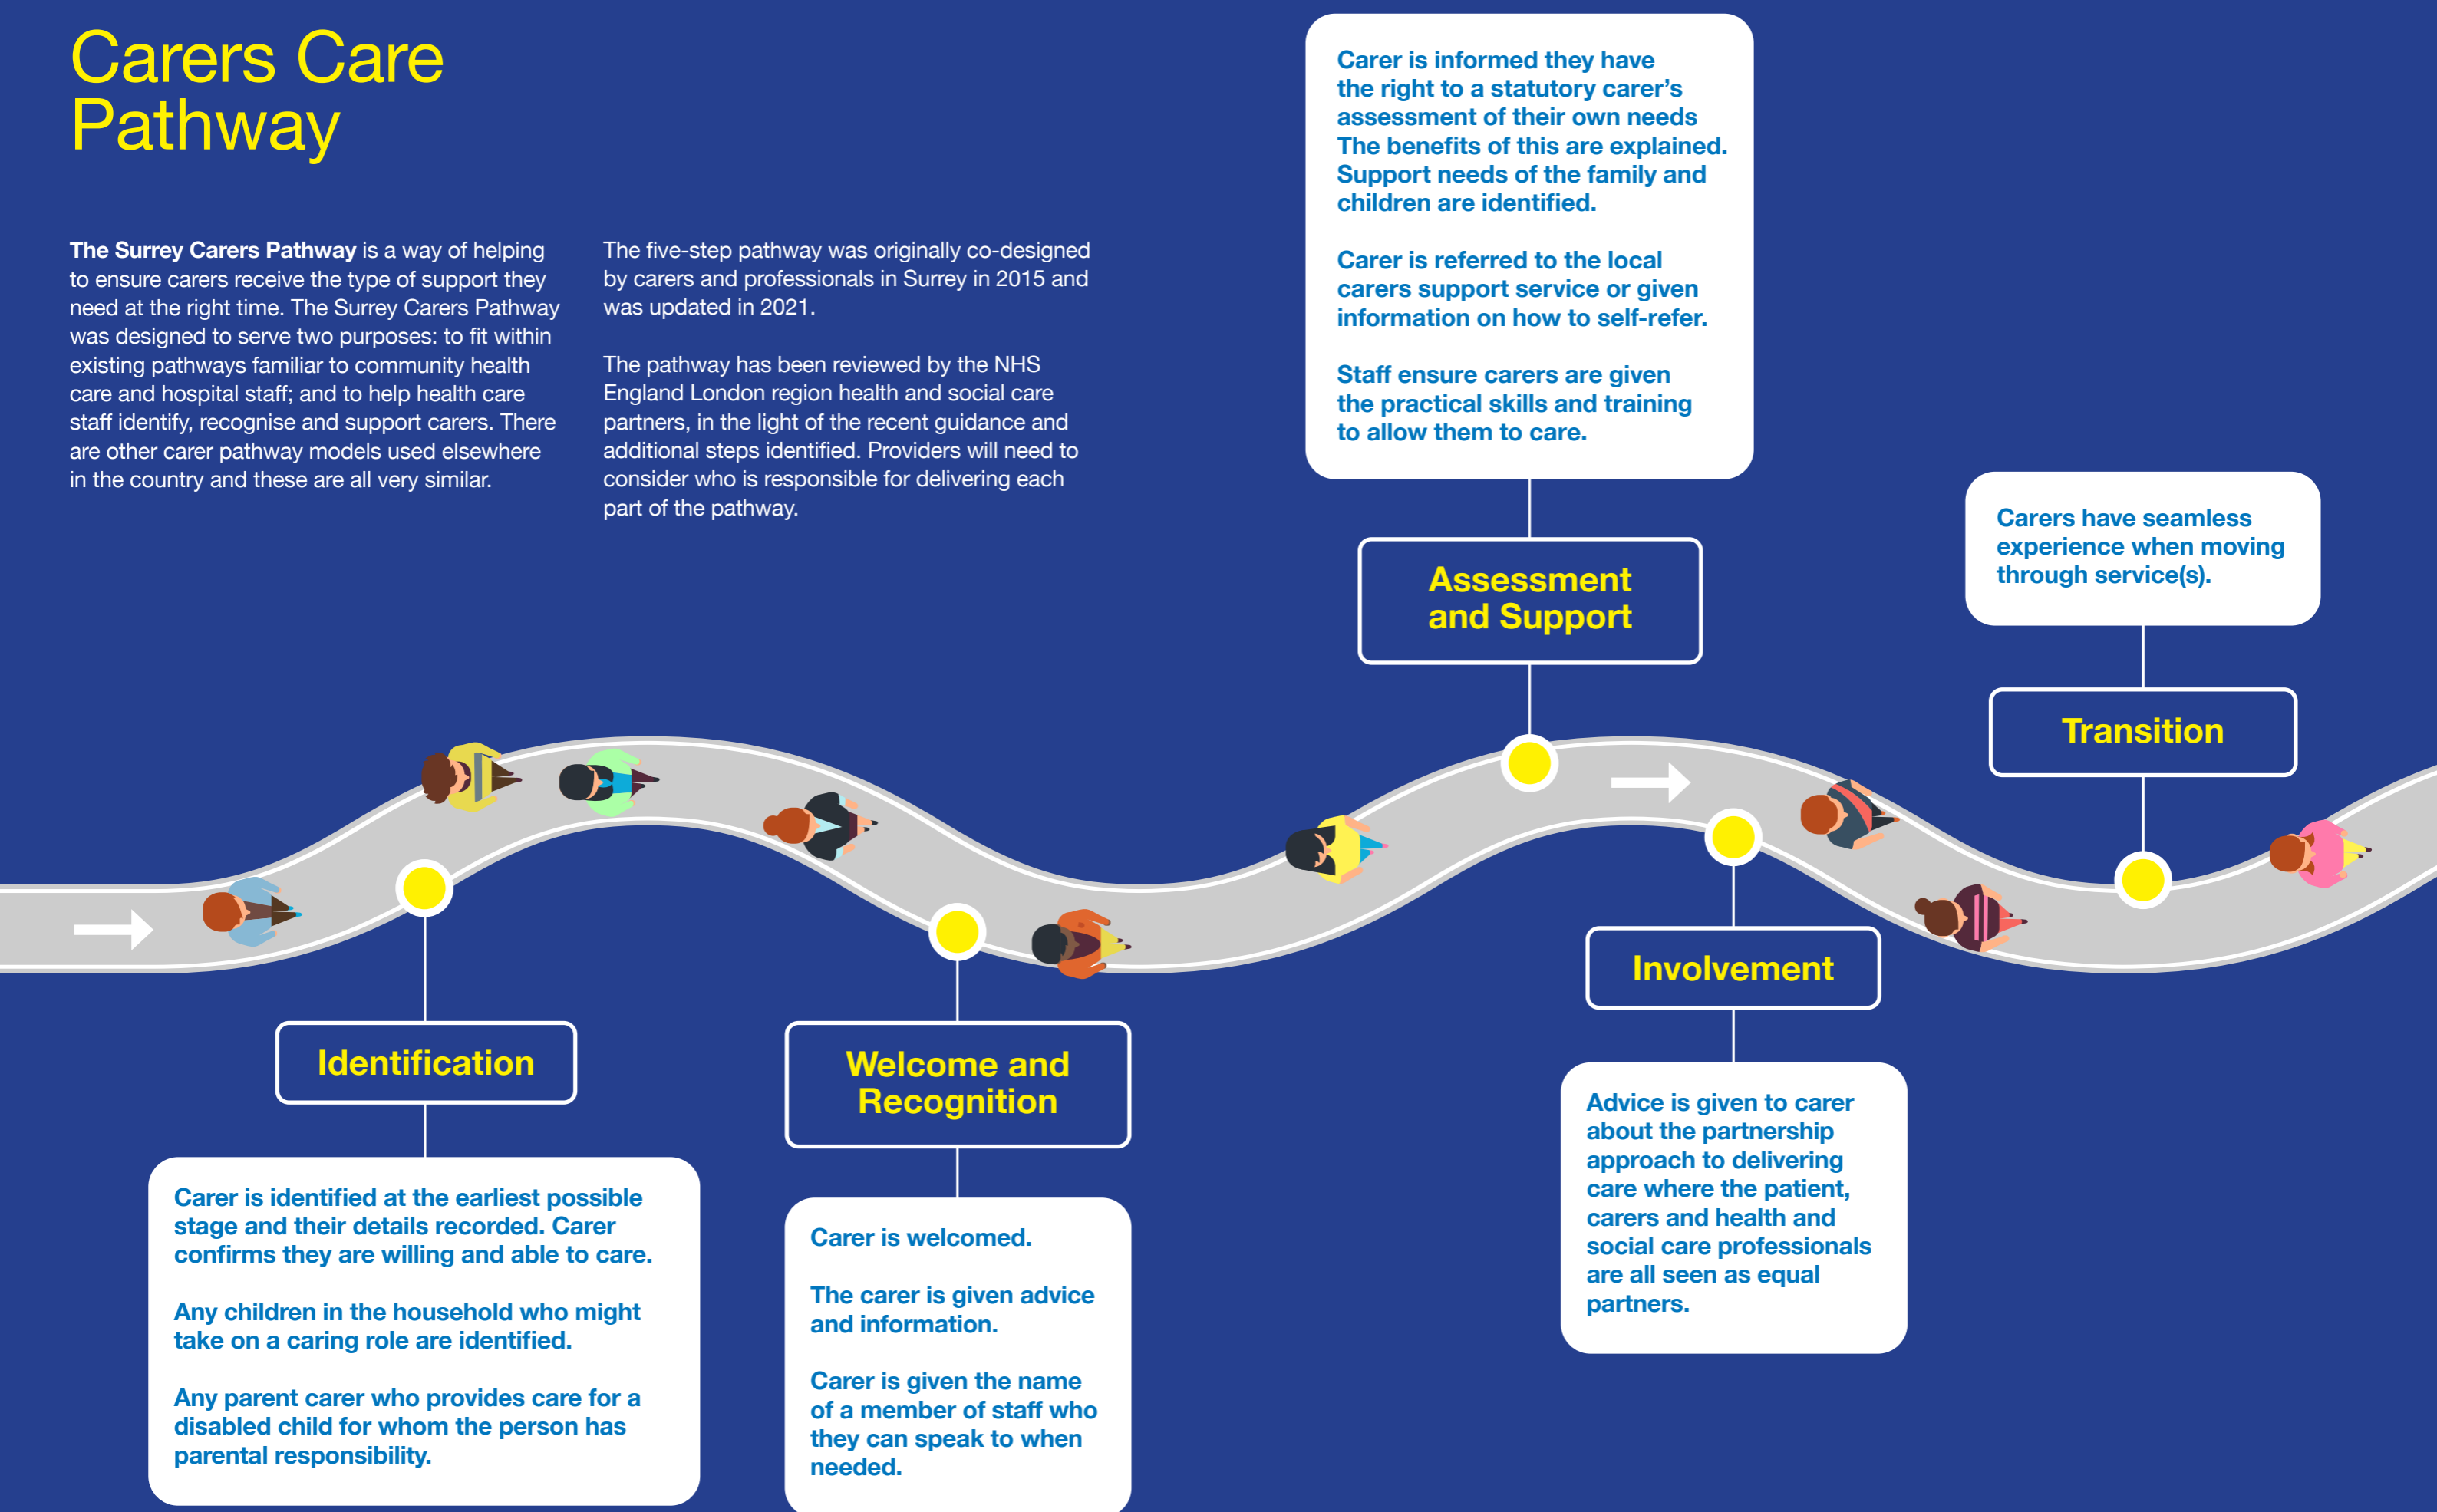 Carers Care
Pathway
The Surrey Carers Pathway is a way of helping
to ensure carers receive the type of support they
need at the right time. The Surrey Carers Pathway
was designed to serve two purposes: to fit within
existing pathways familiar to community health
care and hospital staff; and to help health care
staff identify, recognise and support carers. There
are other carer pathway models used elsewhere
in the country and these are all very similar.
The five-step pathway was originally co-designed
by carers and professionals in Surrey in 2015 and
was updated in 2021.
The pathway has been reviewed by the NHS
England London region health and social care
partners, in the light of the recent guidance and
additional steps identified. Providers will need to
consider who is responsible for delivering each
part of the pathway.
Identification
Carer is identified at the earliest possible
stage and their details recorded. Carer
confirms they are willing and able to care.
Any children in the household who might
take on a caring role are identified.
Any parent carer who provides care for a
disabled child for whom the person has
parental responsibility.
Welcome and
Recognition
Carer is welcomed.
The carer is given advice
and information.
Carer is given the name
of a member of staff who
they can speak to when
needed.
Carer is informed they have
the right to a statutory carer’s
assessment of their own needs
The benefits of this are explained.
Support needs of the family and
children are identified.
Carer is referred to the local
carers support service or given
information on how to self-refer.
Staff ensure carers are given
the practical skills and training
to allow them to care.
Assessment
and Support
Involvement
Advice is given to carer
about the partnership
approach to delivering
care where the patient,
carers and health and
social care professionals
are all seen as equal
partners.
Carers have seamless
experience when moving
through service(s).
Transition